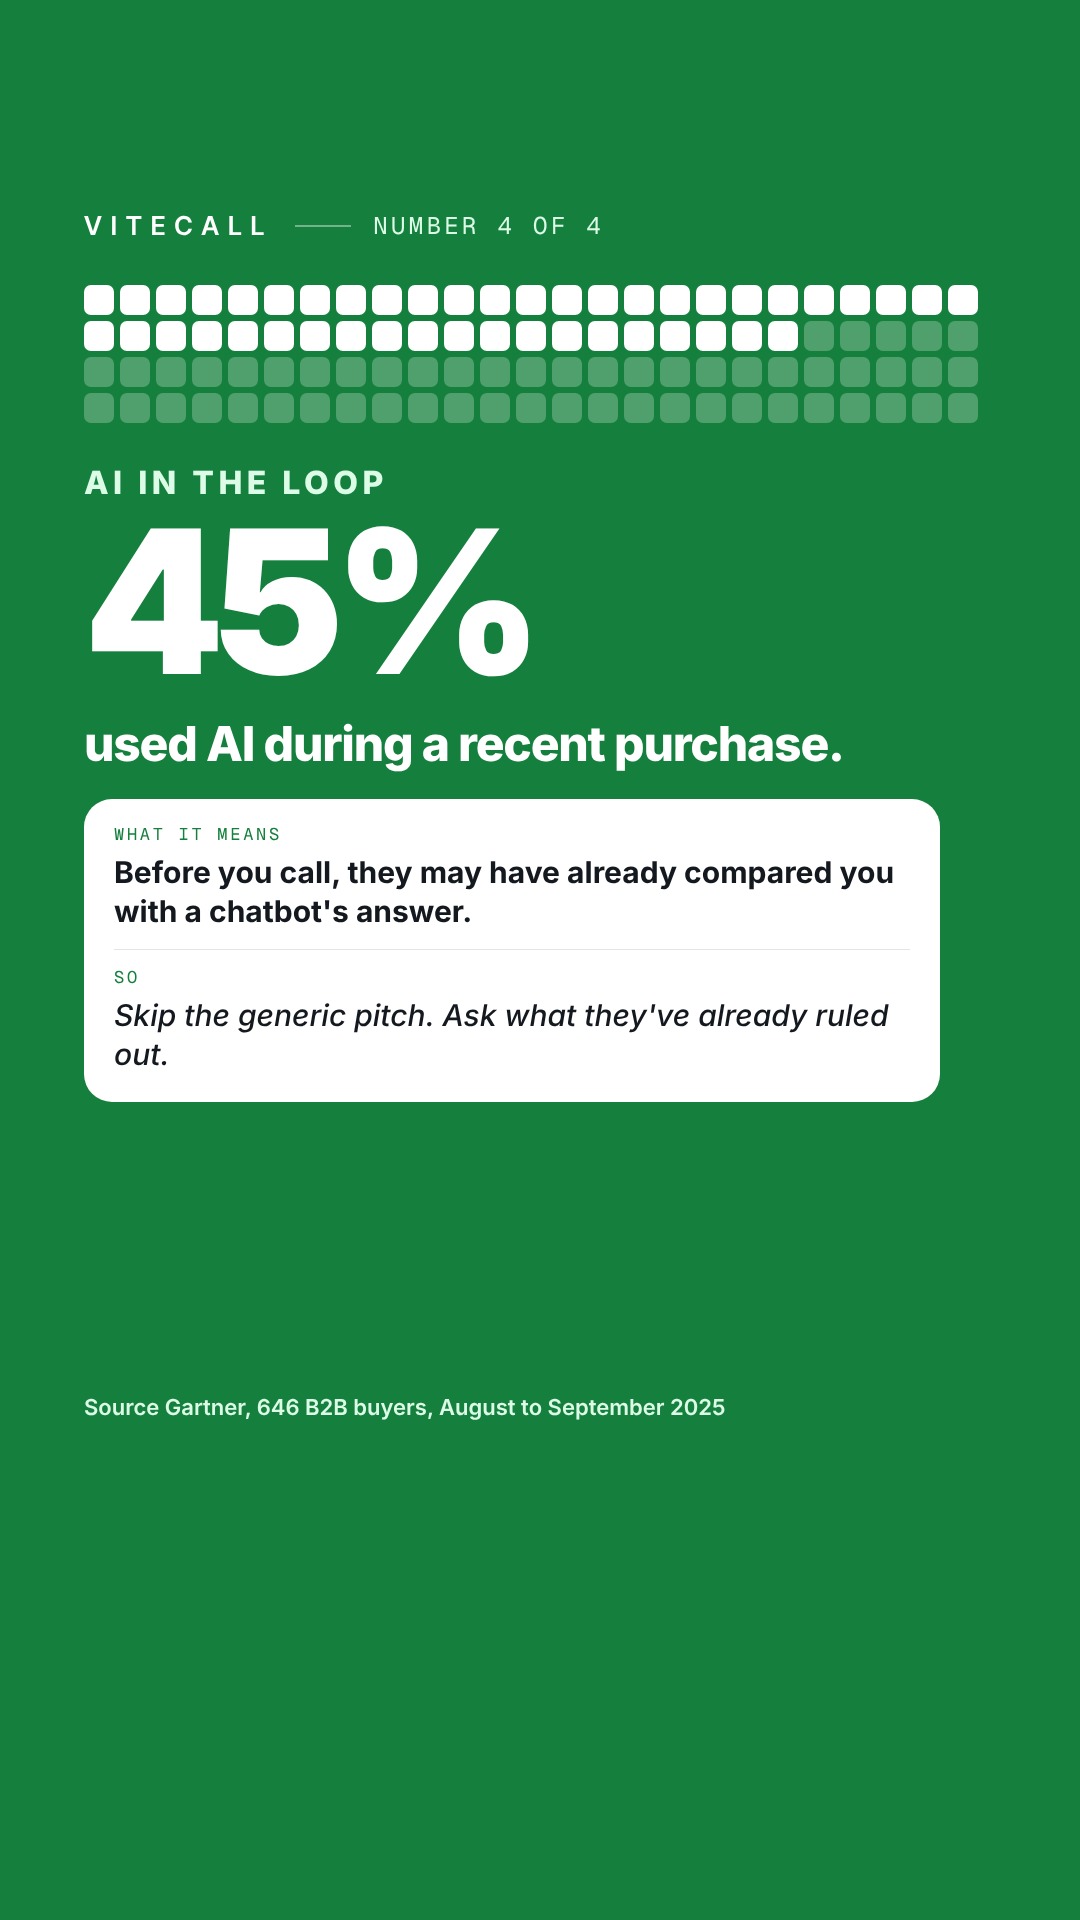 VITECALL — NUMBER 4 OF 4
AI IN THE LOOP
45%
used AI during a recent purchase.
WHAT IT MEANS
Before you call, they may have already compared you
with a chatbot's answer.
SO
Skip the generic pitch. Ask what they've already ruled
out.
Source Gartner, 646 B2B buyers, August to September 2025